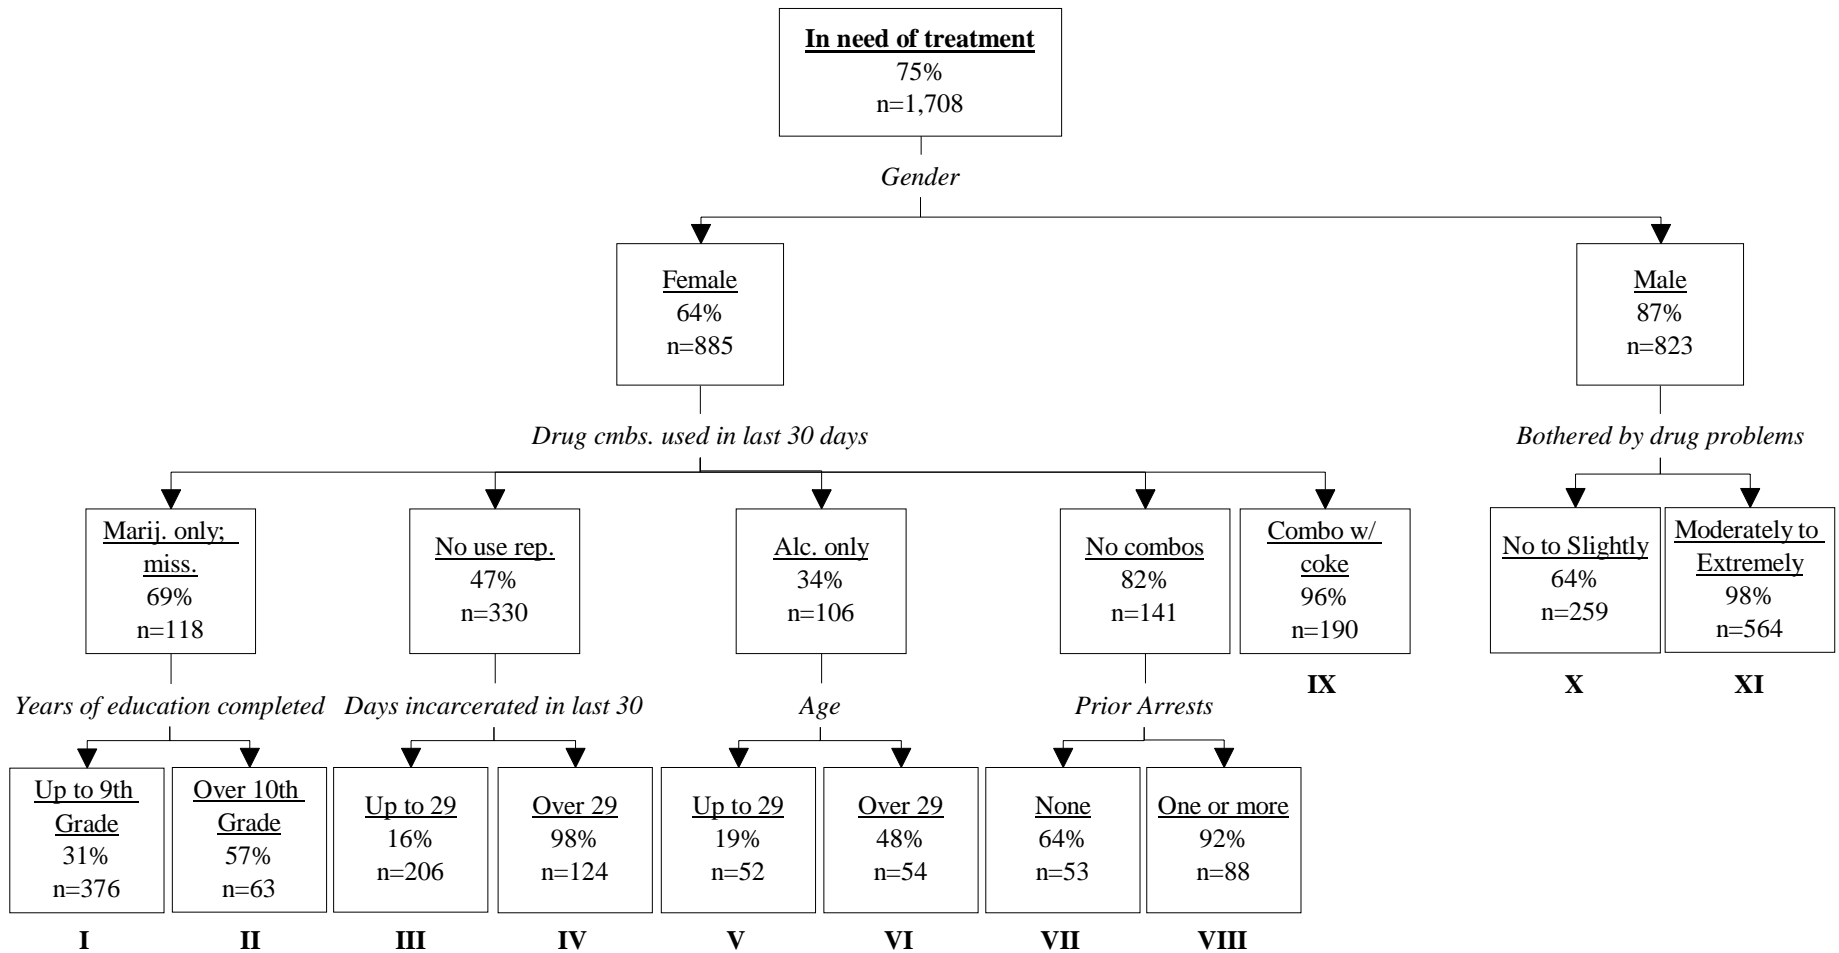 In need of treatment
75%
n=1,708
Gender
Female
64%
n=885
Male
87%
n=823
Drug cmbs. used in last 30 days
Bothered by drug problems
Marij. only;
miss.
69%
n=118
No use rep.
47%
n=330
Alc. only
34%
n=106
No combos
82%
n=141
Combo w/
coke
96%
n=190
No to Slightly
64%
n=259
Moderately to
Extremely
98%
n=564
IX
X
XI
Years of education completed
Days incarcerated in last 30
Age
Prior Arrests
Up to 9th
Grade
31%
n=376
Over 10th
Grade
57%
n=63
Up to 29
16%
n=206
Over 29
98%
n=124
Up to 29
19%
n=52
Over 29
48%
n=54
None
64%
n=53
One or more
92%
n=88
I
II
III
IV
V
VI
VII
VIII